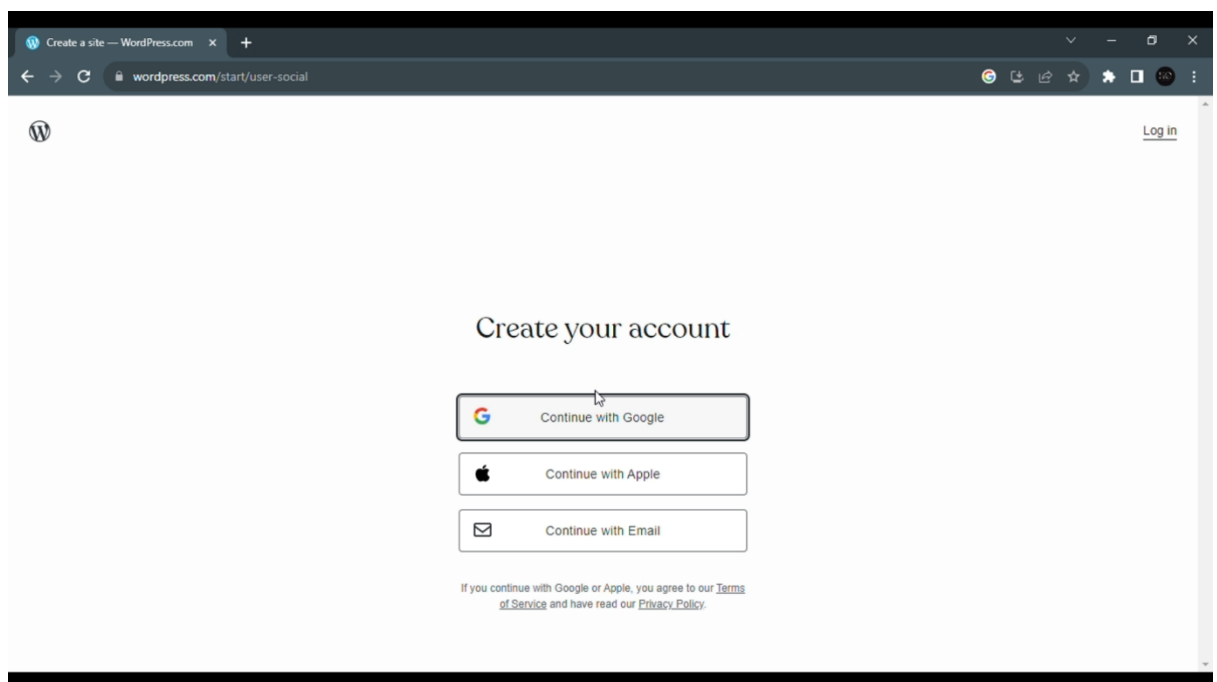 Create a site — WordPress.com
wordpress.com/start/user-social
Log in
Create your account
Continue with Google
Continue with Apple
Continue with Email
If you continue with Google or Apple, you agree to our Terms
of Service and have read our Privacy Policy.